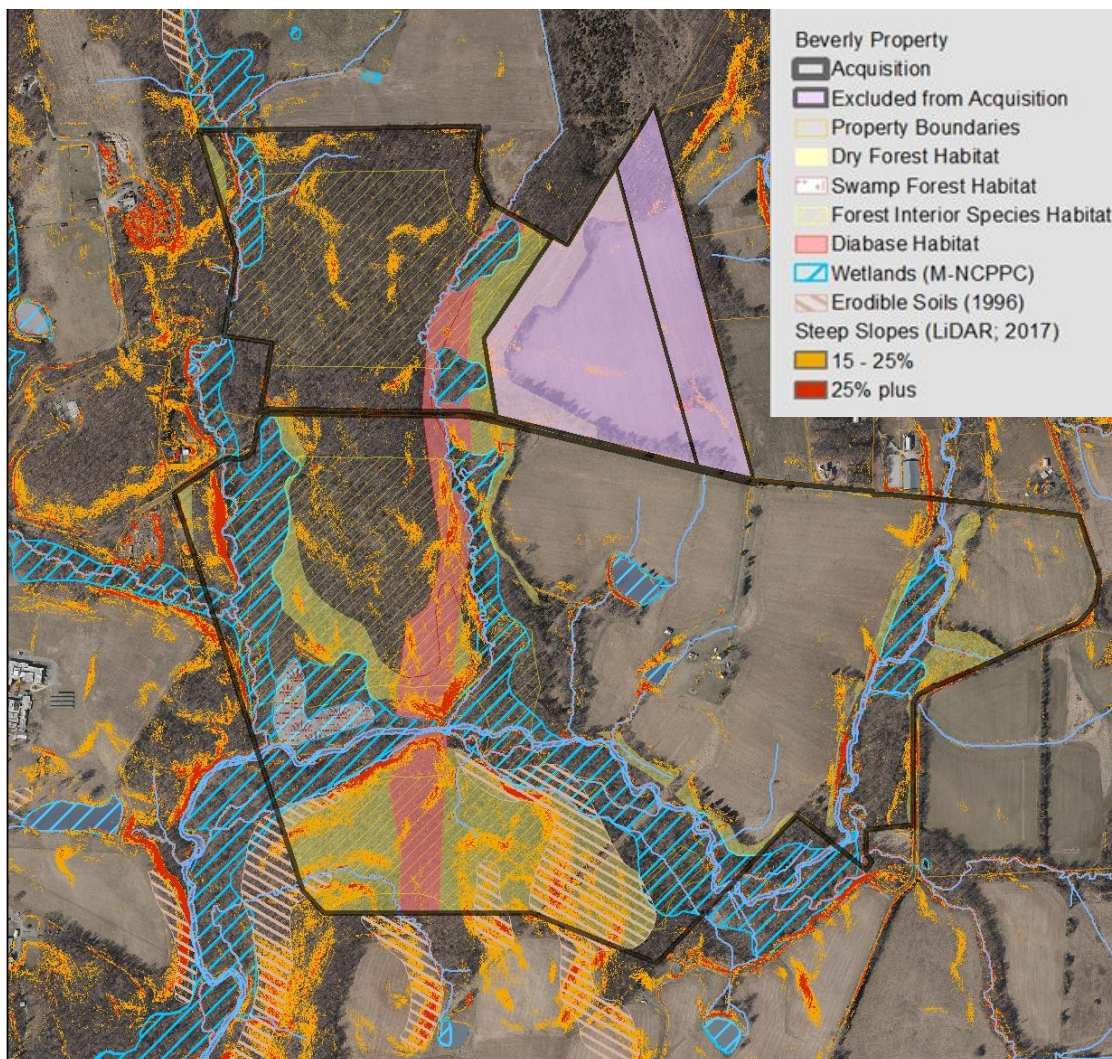 Beverly Property
Acquisition
Excluded from Acquisition
Property Boundaries
Dry Forest Habitat
Swamp Forest Habitat
Forest Interior Species Habitat
Diabase Habitat
Wetlands (M-NCPPC)
Erodible Soils (1996)
Steep Slopes (LiDAR; 2017)
15 - 25%
25% plus